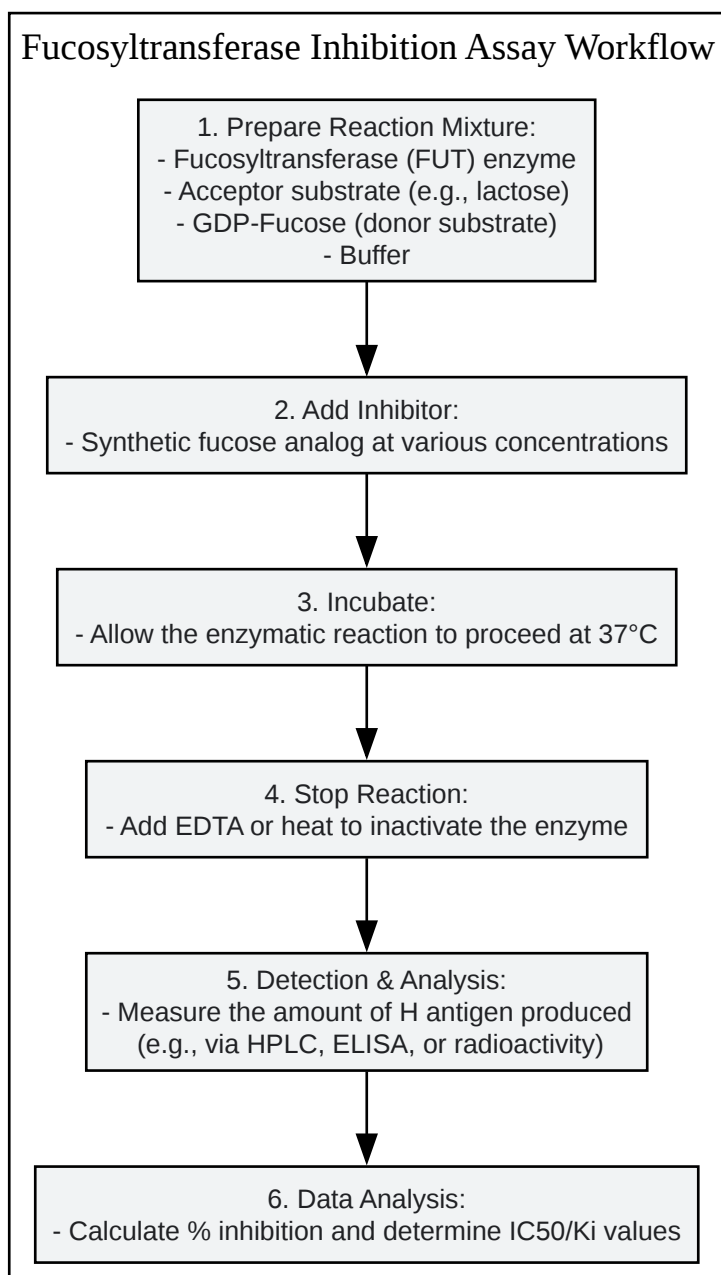 Fucosyltransferase Inhibition Assay Workflow
1. Prepare Reaction Mixture:
- Fucosyltransferase (FUT) enzyme
- Acceptor substrate (e.g., lactose)
- GDP-Fucose (donor substrate)
- Buffer
2. Add Inhibitor:
- Synthetic fucose analog at various concentrations
3. Incubate:
- Allow the enzymatic reaction to proceed at 37°C
4. Stop Reaction:
- Add EDTA or heat to inactivate the enzyme
5. Detection & Analysis:
- Measure the amount of H antigen produced
(e.g., via HPLC, ELISA, or radioactivity)
6. Data Analysis:
- Calculate % inhibition and determine IC50/Ki values